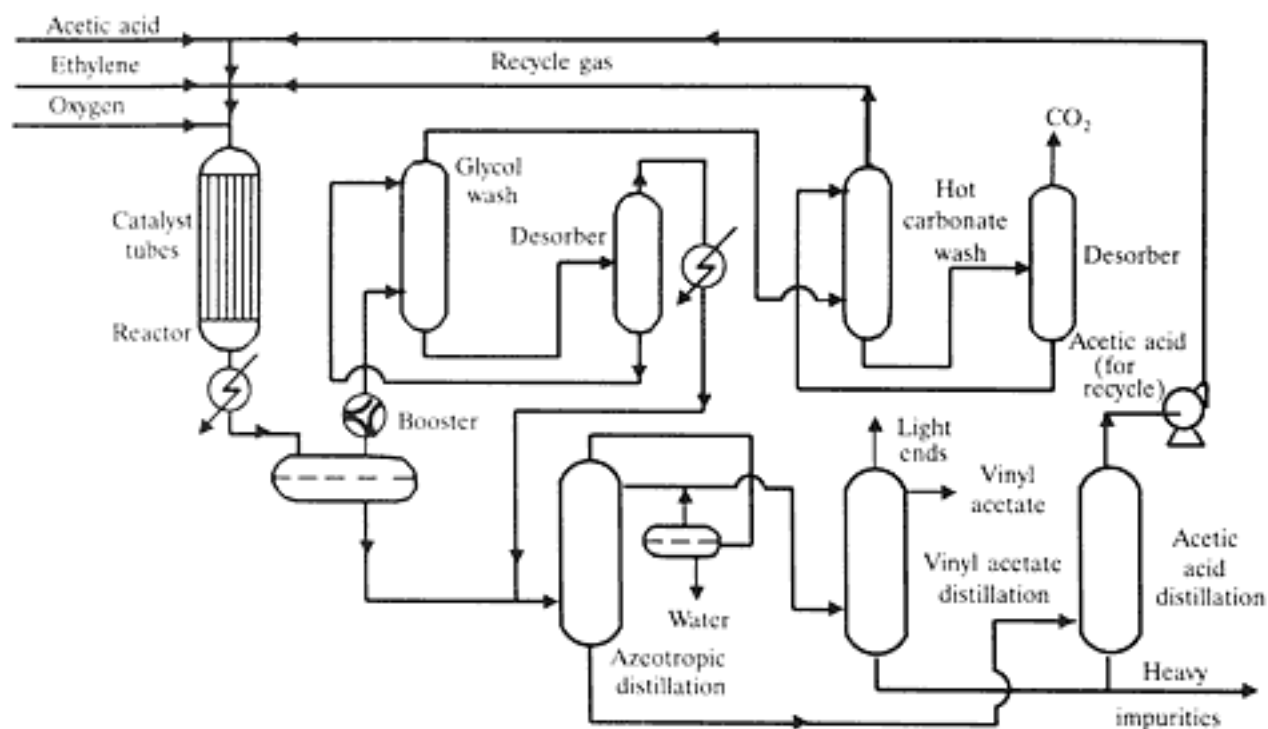 Acetic acid
Ethylene
Recycle gas
Oxygen
CO2
Glycol
wash
Hot
carbonate
wash
Catalyst
tubes
Desorber
Desorber
Reactor
Acetic acid
(for
recycle)
Booster
Light
ends
Vinyl
acetate
Vinyl acetate
distillation
Acetic
acid
distillation
Water
Azeotropic
distillation
Heavy
impurities